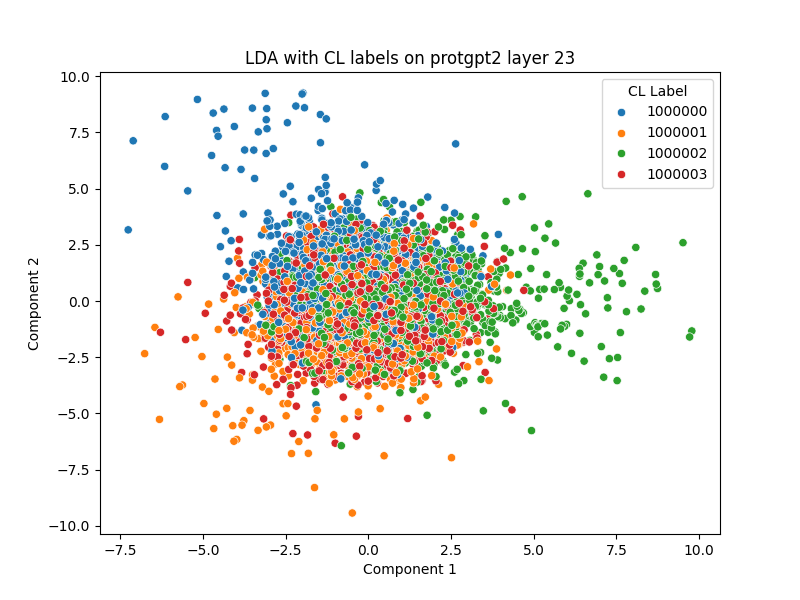 LDA with CL labels on protgpt2 layer 23
CL Label
1000000
1000001
1000002
1000003
10.0
7.5
5.0
2.5
0.0
−2.5
−5.0
−7.5
−10.0
Component 2
−7.5 −5.0 −2.5 0.0 2.5 5.0 7.5 10.0
Component 1